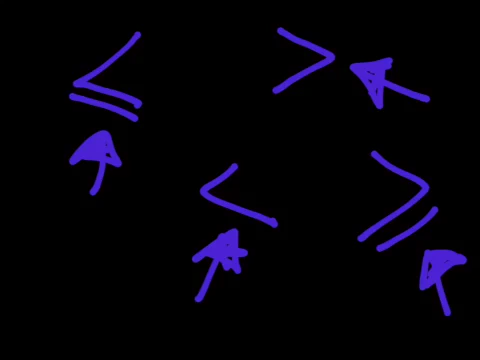 ≤ >
< ≥